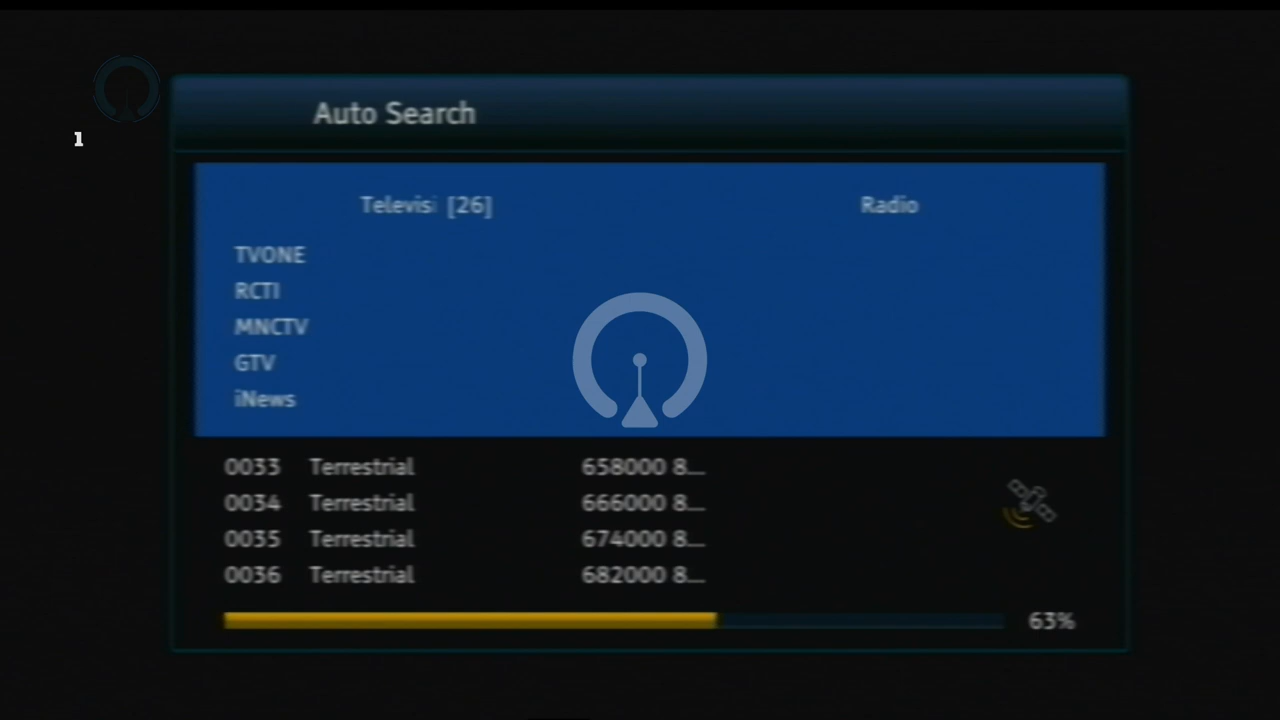 Auto Search
1
Televisi [26] Radio
TVONE
RCTI
MNCTV
GTV
iNews
0033 Terrestrial 658000 8...
0034 Terrestrial 666000 8...
0035 Terrestrial 674000 8...
0036 Terrestrial 682000 8...
63%